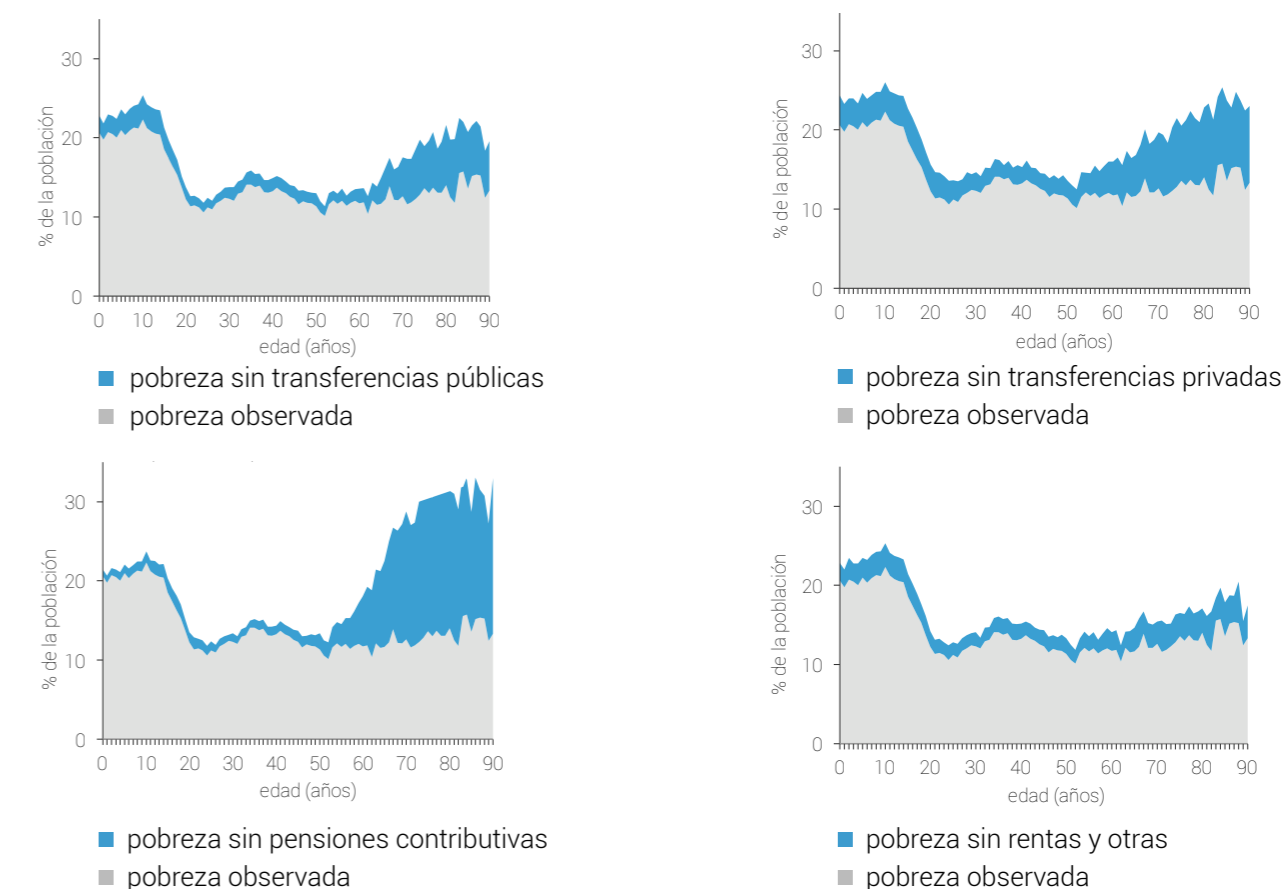 % de la población
30
20
10
0
0 10 20 30 40 50 60 70 80 90
edad (años)
pobreza sin transferencias públicas
pobreza observada
% de la población
30
20
10
0
0 10 20 30 40 50 60 70 80 90
edad (años)
pobreza sin transferencias privadas
pobreza observada
% de la población
30
20
10
0
0 10 20 30 40 50 60 70 80 90
edad (años)
pobreza sin pensiones contributivas
pobreza observada
% de la población
30
20
10
0
0 10 20 30 40 50 60 70 80 90
edad (años)
pobreza sin rentas y otras
pobreza observada